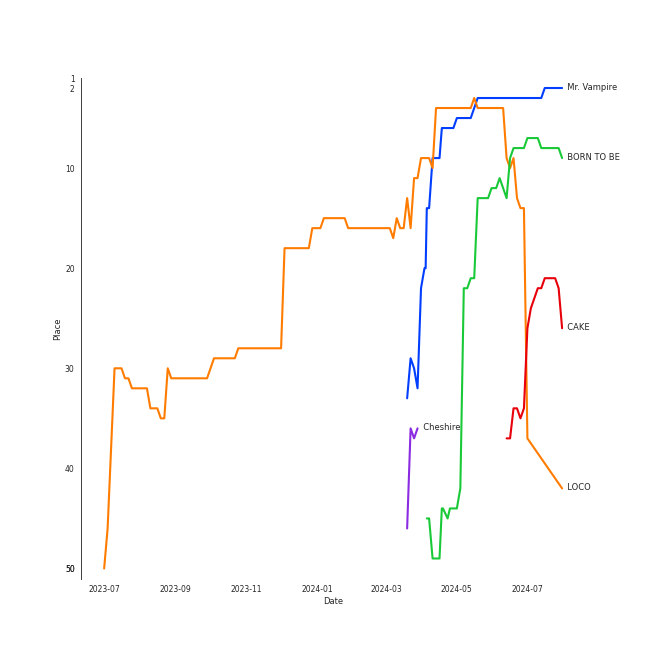 1
2
Mr. Vampire
BORN TO BE
10
20
CAKE
30
Cheshire
40
LOCO
50
Place
2023-07
2023-09
2023-11
2024-01
2024-03
2024-05
2024-07
Date